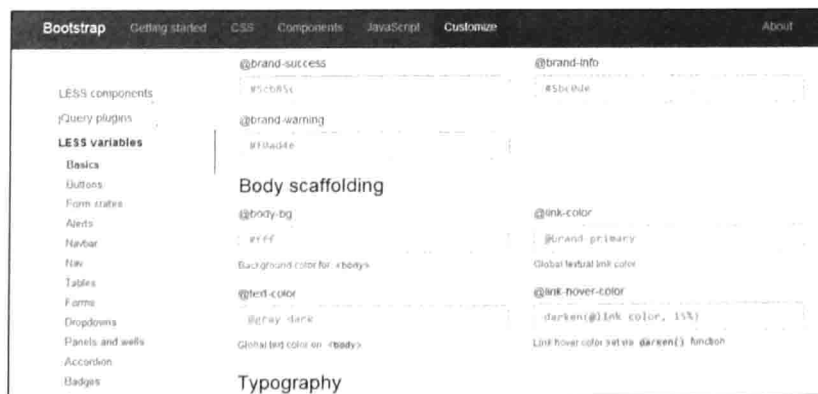 Bootstrap Getting started CSS Components JavaScript Customize About
LESS components
jQuery plugins
LESS variables
Basics
Buttons
Form states
Alerts
Navbar
Nav
Tables
Forms
Dropdowns
Panels and wells
Accordion
Badges
@brand-success
#5cb85c
@brand-info
#5bc0de
@brand-warning
#f0ad4e
Body scaffolding
@body-bg
#fff
Background color for <body>.
@link-color
@brand-primary
Global textual link color
@text-color
@gray-dark
Global text color on <body>
@link-hover-color
darken(@link-color, 15%)
Link hover color set via darken() function
Typography